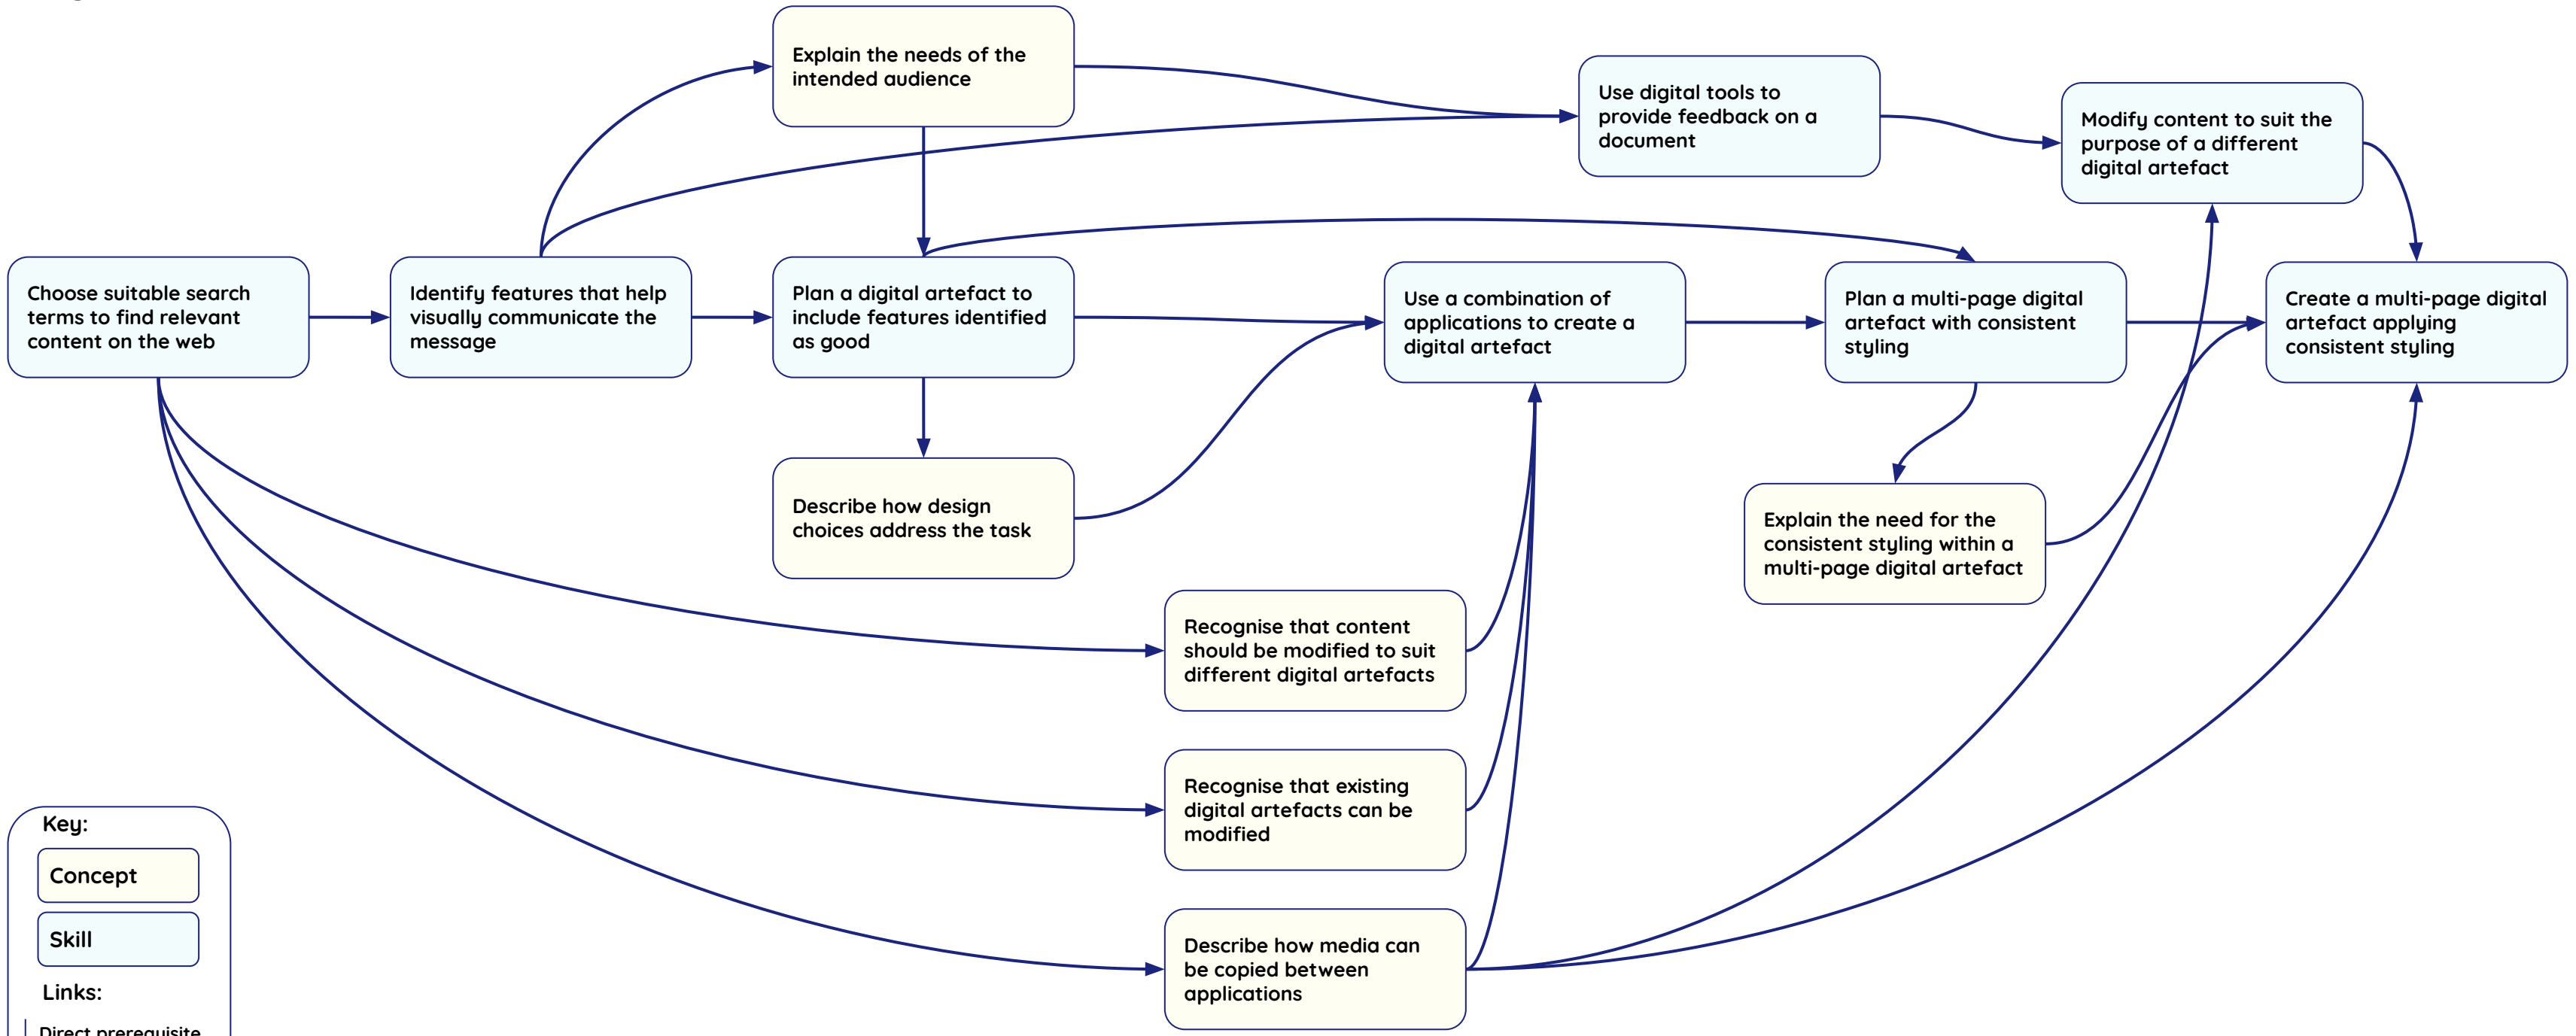 Explain the needs of the
intended audience
Use digital tools to
provide feedback on a
document
Modify content to suit the
purpose of a different
digital artefact
Choose suitable search
terms to find relevant
content on the web
Identify features that help
visually communicate the
message
Plan a digital artefact to
include features identified
as good
Use a combination of
applications to create a
digital artefact
Plan a multi-page digital
artefact with consistent
styling
Create a multi-page digital
artefact applying
consistent styling
Describe how design
choices address the task
Explain the need for the
consistent styling within a
multi-page digital artefact
Recognise that content
should be modified to suit
different digital artefacts
Recognise that existing
digital artefacts can be
modified
Describe how media can
be copied between
applications
Key:
Concept
Skill
Links:
Direct prerequisite